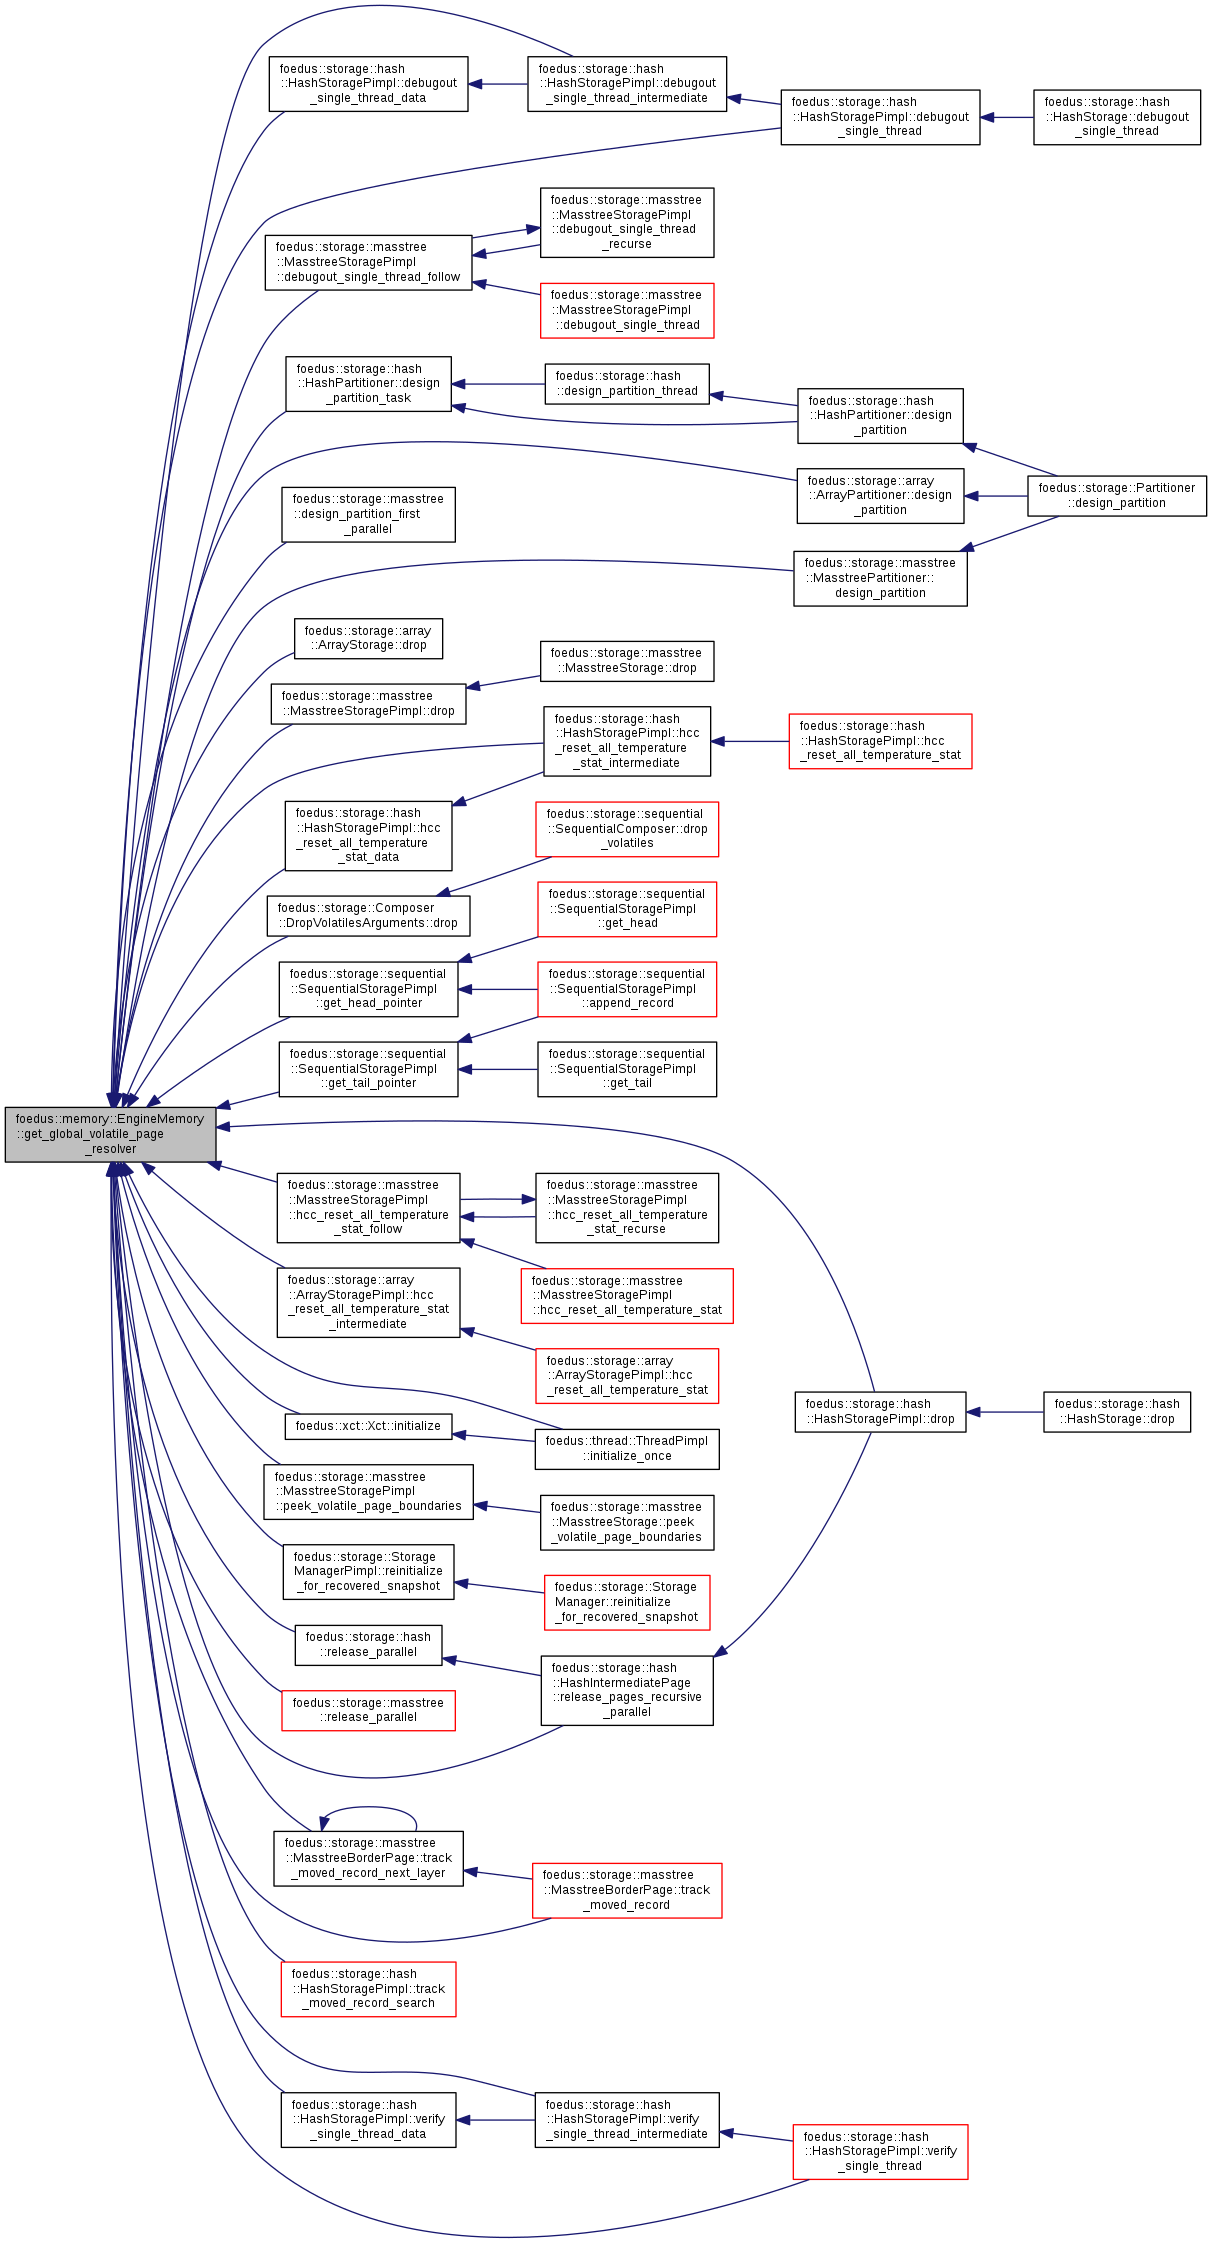 foedus::storage::hash
::HashStoragePimpl::debugout
_single_thread_data
foedus::storage::hash
::HashStoragePimpl::debugout
_single_thread_intermediate
foedus::storage::hash
::HashStoragePimpl::debugout
_single_thread
foedus::storage::hash
::HashStorage::debugout
_single_thread
foedus::storage::masstree
::MasstreeStoragePimpl
::debugout_single_thread
_recurse
foedus::storage::masstree
::MasstreeStoragePimpl
::debugout_single_thread_follow
foedus::storage::masstree
::MasstreeStoragePimpl
::debugout_single_thread
foedus::storage::hash
::HashPartitioner::design
_partition_task
foedus::storage::hash
::design_partition_thread
foedus::storage::hash
::HashPartitioner::design
_partition
foedus::storage::array
::ArrayPartitioner::design
_partition
foedus::storage::Partitioner
::design_partition
foedus::storage::masstree
::design_partition_first
_parallel
foedus::storage::masstree
::MasstreePartitioner::
design_partition
foedus::storage::array
::ArrayStorage::drop
foedus::storage::masstree
::MasstreeStorage::drop
foedus::storage::masstree
::MasstreeStoragePimpl::drop
foedus::storage::hash
::HashStoragePimpl::hcc
_reset_all_temperature
_stat_intermediate
foedus::storage::hash
::HashStoragePimpl::hcc
_reset_all_temperature_stat
foedus::storage::hash
::HashStoragePimpl::hcc
_reset_all_temperature
_stat_data
foedus::storage::sequential
::SequentialComposer::drop
_volatiles
foedus::storage::Composer
::DropVolatilesArguments::drop
foedus::storage::sequential
::SequentialStoragePimpl
::get_head
foedus::storage::sequential
::SequentialStoragePimpl
::get_head_pointer
foedus::storage::sequential
::SequentialStoragePimpl
::append_record
foedus::storage::sequential
::SequentialStoragePimpl
::get_tail_pointer
foedus::storage::sequential
::SequentialStoragePimpl
::get_tail
foedus::memory::EngineMemory
::get_global_volatile_page
_resolver
foedus::storage::masstree
::MasstreeStoragePimpl
::hcc_reset_all_temperature
_stat_follow
foedus::storage::masstree
::MasstreeStoragePimpl
::hcc_reset_all_temperature
_stat_recurse
foedus::storage::masstree
::MasstreeStoragePimpl
::hcc_reset_all_temperature_stat
foedus::storage::array
::ArrayStoragePimpl::hcc
_reset_all_temperature_stat
_intermediate
foedus::storage::array
::ArrayStoragePimpl::hcc
_reset_all_temperature_stat
foedus::storage::hash
::HashStoragePimpl::drop
foedus::storage::hash
::HashStorage::drop
foedus::xct::Xct::initialize
foedus::thread::ThreadPimpl
::initialize_once
foedus::storage::masstree
::MasstreeStoragePimpl
::peek_volatile_page_boundaries
foedus::storage::masstree
::MasstreeStorage::peek
_volatile_page_boundaries
foedus::storage::Storage
ManagerPimpl::reinitialize
_for_recovered_snapshot
foedus::storage::Storage
Manager::reinitialize
_for_recovered_snapshot
foedus::storage::hash
::release_parallel
foedus::storage::hash
::HashIntermediatePage
::release_pages_recursive
_parallel
foedus::storage::masstree
::release_parallel
foedus::storage::masstree
::MasstreeBorderPage::track
_moved_record_next_layer
foedus::storage::masstree
::MasstreeBorderPage::track
_moved_record
foedus::storage::hash
::HashStoragePimpl::track
_moved_record_search
foedus::storage::hash
::HashStoragePimpl::verify
_single_thread_data
foedus::storage::hash
::HashStoragePimpl::verify
_single_thread_intermediate
foedus::storage::hash
::HashStoragePimpl::verify
_single_thread